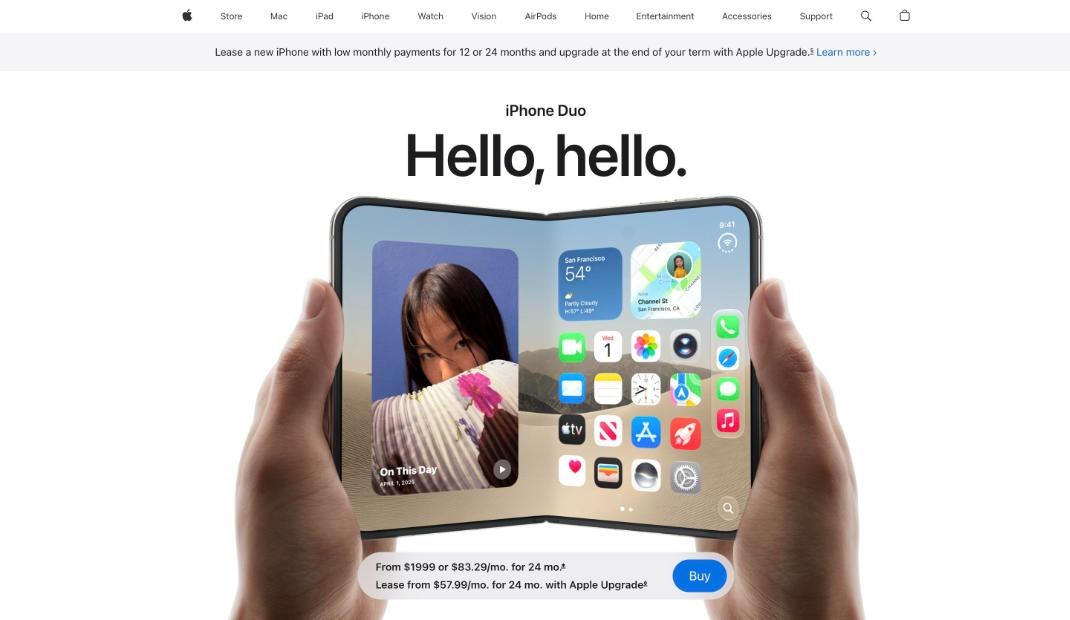 Store Mac iPad iPhone Watch Vision AirPods Home Entertainment Accessories Support
Lease a new iPhone with low monthly payments for 12 or 24 months and upgrade at the end of your term with Apple Upgrade. Learn more >
iPhone Duo
Hello, hello.
9:41
San Francisco
54°
Partly Cloudy
H:67° L:49°
Now
Channel St
San Francisco, CA
Wed
1
tv
On This Day
APRIL 1, 2025
From $1999 or $83.29/mo. for 24 mo.
Lease from $57.99/mo. for 24 mo. with Apple Upgrade
Buy